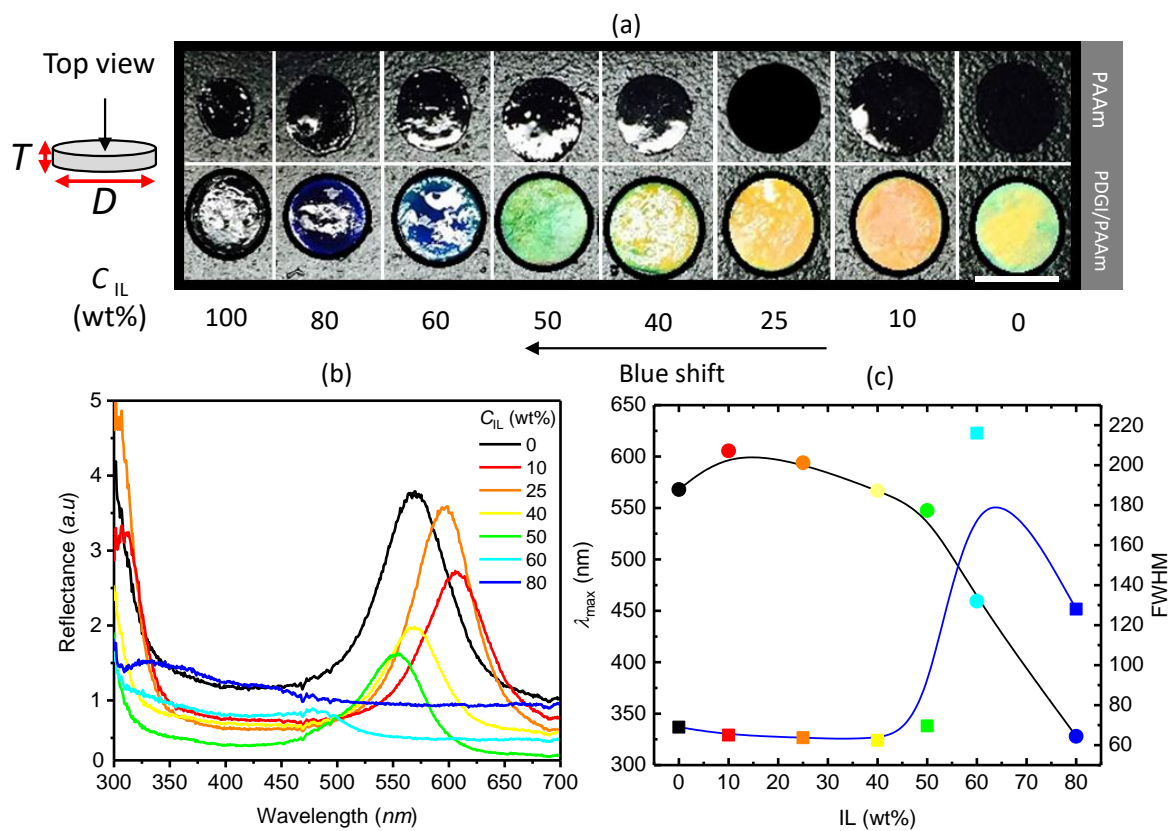 (a)
Top view
T
D
PAAm
PDGI/PAAm
C IL
(wt%)
100 80 60 50 40 25 10 0
Blue shift
(b)
5
4
3
2
1
0
300 350 400 450 500 550 600 650 700
Reflectance (a.u)
Wavelength (nm)
CIL (wt%)
0
10
25
40
50
60
80
(c)
650
600
550
500
450
400
350
300
λmax (nm)
0 10 20 30 40 50 60 70 80
IL (wt%)
220
200
180
160
140
120
100
80
60
FWHM